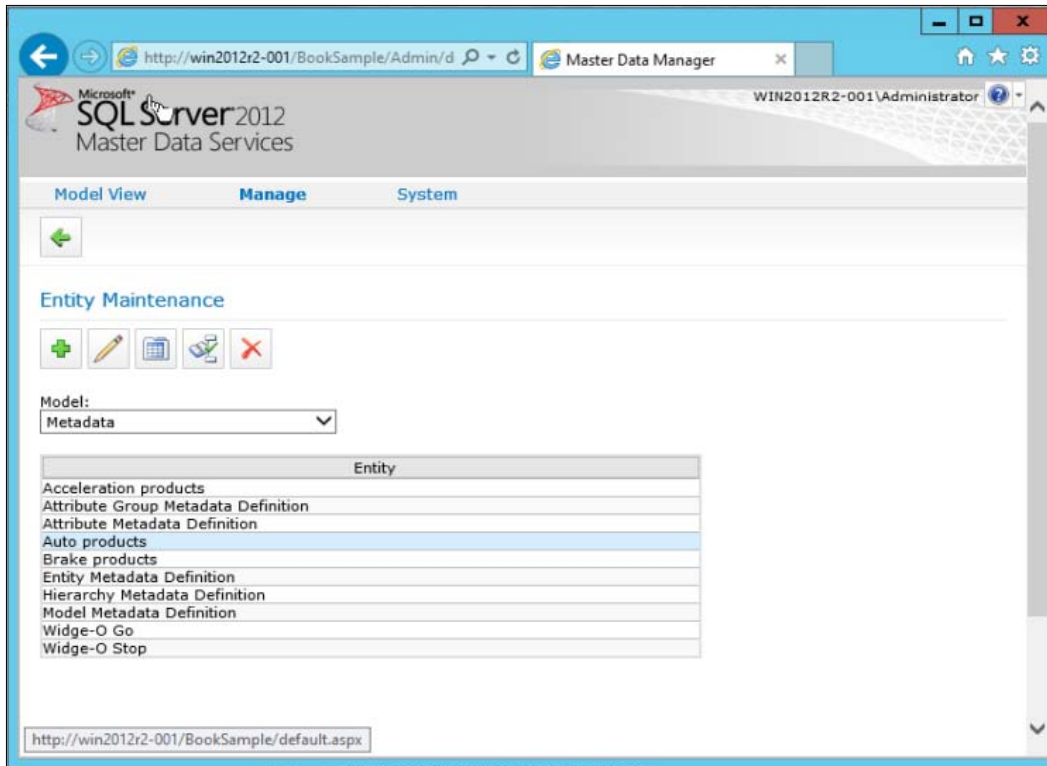 http://win2012r2-001/BookSample/Admin/d
Master Data Manager
Microsoft®
SQL Server 2012
Master Data Services
WIN2012R2-001\Administrator
Model View Manage System
Entity Maintenance
Model:
Metadata
Entity
Acceleration products
Attribute Group Metadata Definition
Attribute Metadata Definition
Auto products
Brake products
Entity Metadata Definition
Hierarchy Metadata Definition
Model Metadata Definition
Widge-O Go
Widge-O Stop
http://win2012r2-001/BookSample/default.aspx